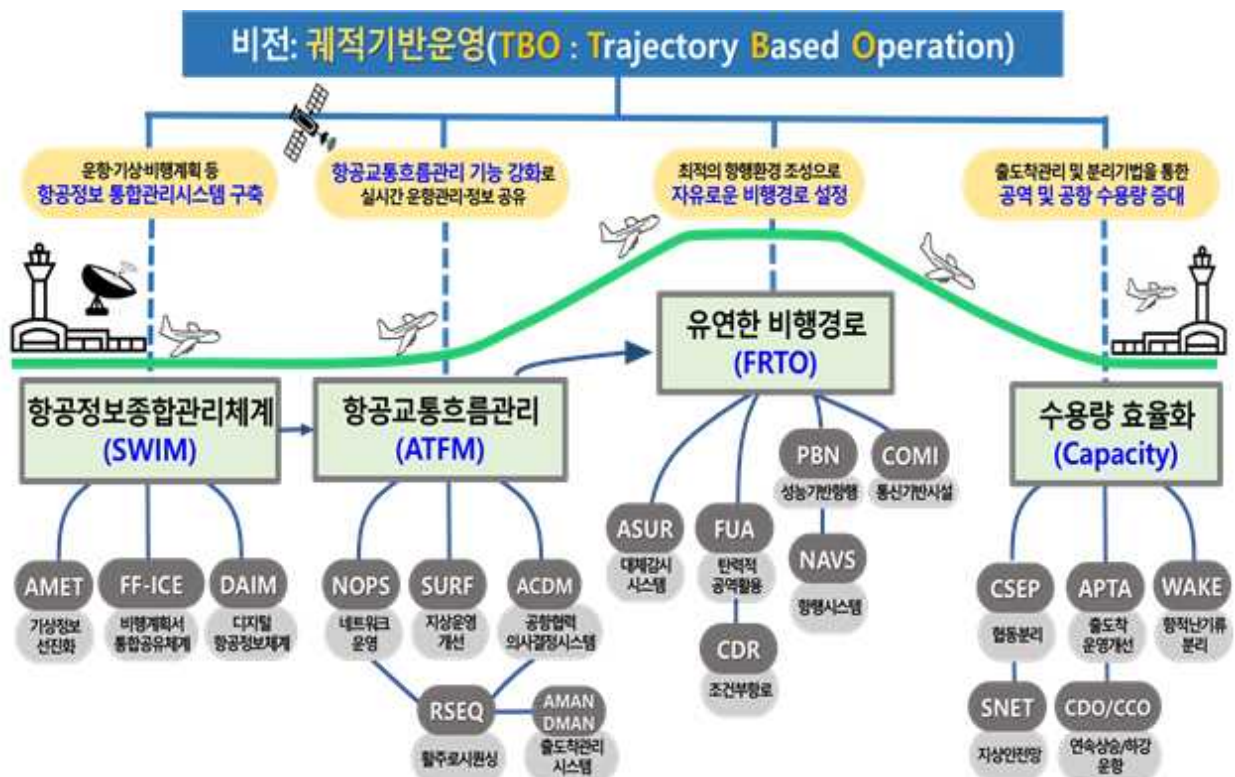 비전: 궤적기반운영(TBO : Trajectory Based Operation)
운항·기상·비행계획 등
항공정보 통합관리시스템 구축
항공교통흐름관리 기능 강화로
실시간 운항관리·정보 공유
최적의 항행환경 조성으로
자유로운 비행경로 설정
출도착관리 및 분리기법을 통한
공역 및 공항 수용량 증대
항공정보종합관리체계
(SWIM)
항공교통흐름관리
(ATFM)
유연한 비행경로
(FRTO)
수용량 효율화
(Capacity)
AMET
기상정보
선진화
FF-ICE
비행계획서
통합공유체계
DAIM
디지털
항공정보체계
NOPS
네트워크
운영
SURF
지상운영
개선
ACDM
공항협력
의사결정시스템
RSEQ
활주로시퀀싱
AMAN
DMAN
출도착관리
시스템
ASUR
대체감시
시스템
FUA
탄력적
공역활용
CDR
조건부항로
PBN
성능기반항행
NAVS
항행시스템
COMI
통신기반시설
CSEP
협동분리
SNET
지상안전망
APTA
출도착
운영개선
CDO/CCO
연속상승/하강
운항
WAKE
항적난기류
분리